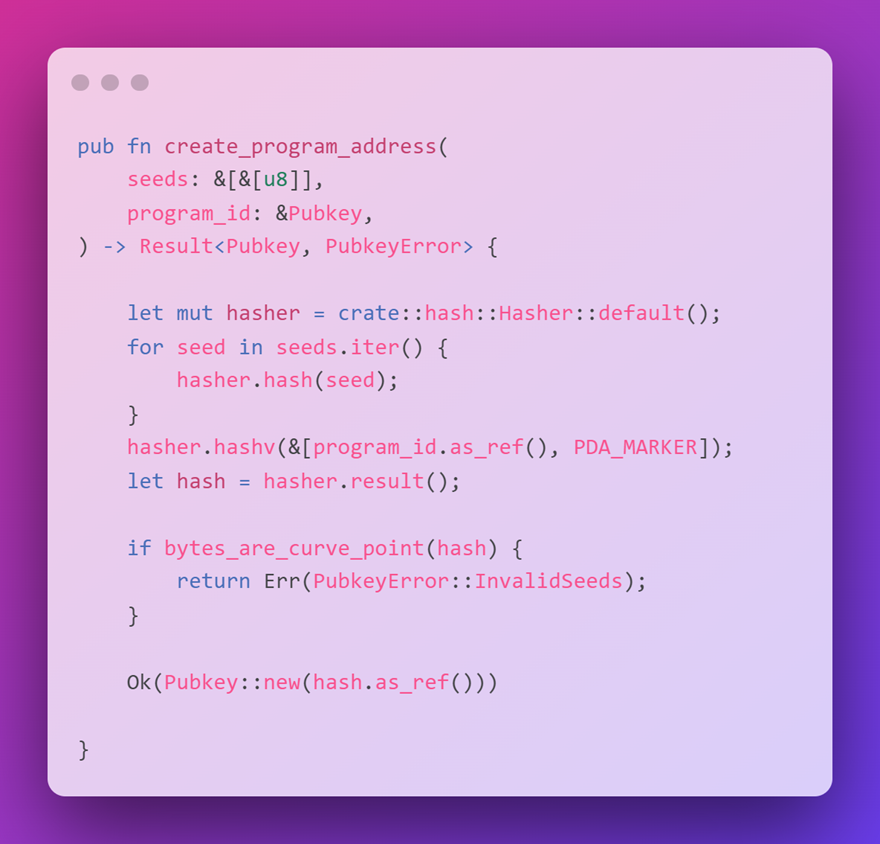 pub fn create_program_address(
    seeds: &[&[u8]],
    program_id: &Pubkey,
) -> Result<Pubkey, PubkeyError> {
    let mut hasher = crate::hash::Hasher::default();
    for seed in seeds.iter() {
        hasher.hash(seed);
    }
    hasher.hashv(&[program_id.as_ref(), PDA_MARKER]);
    let hash = hasher.result();
    if bytes_are_curve_point(hash) {
        return Err(PubkeyError::InvalidSeeds);
    }
    Ok(Pubkey::new(hash.as_ref()))
}